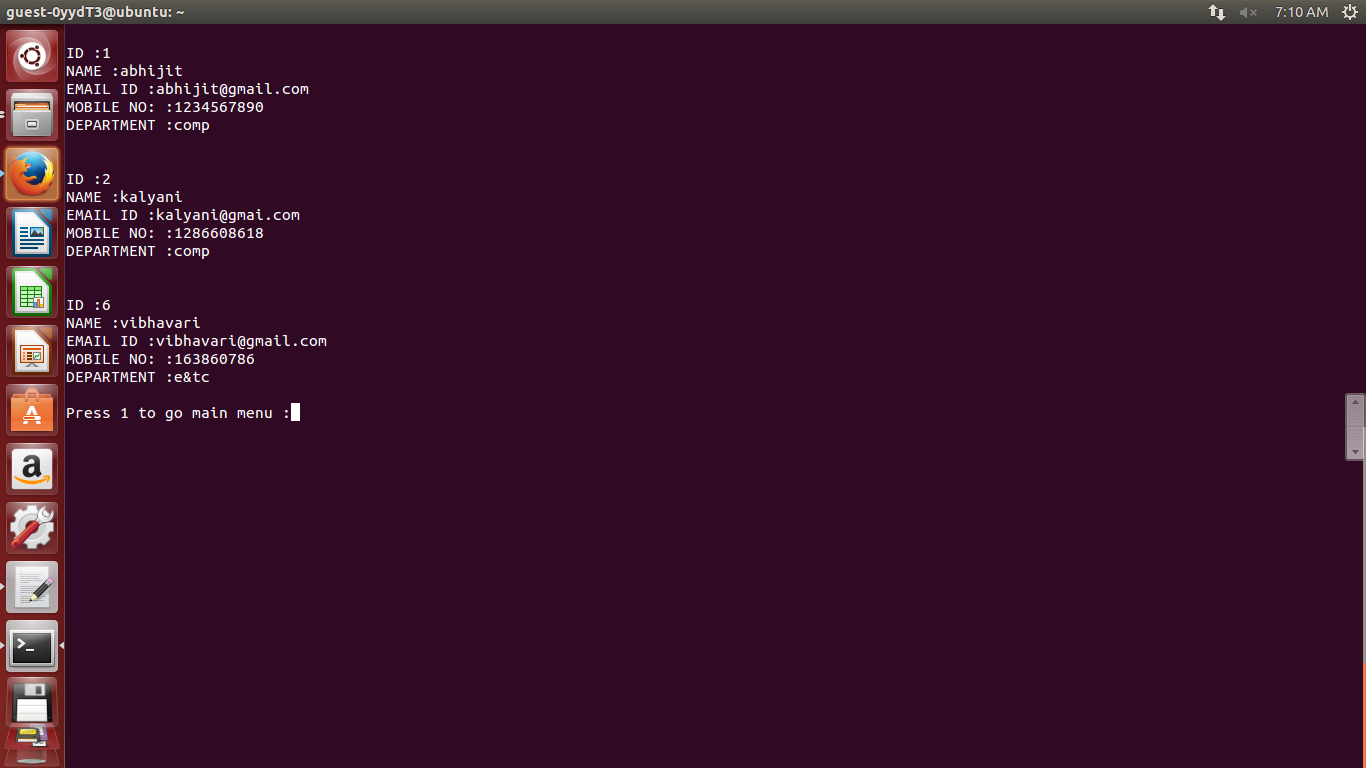 guest-0yydT3@ubuntu: ~
7:10 AM
ID :1
NAME :abhijit
EMAIL ID :abhijit@gmail.com
MOBILE NO: :1234567890
DEPARTMENT :comp
ID :2
NAME :kalyani
EMAIL ID :kalyani@gmai.com
MOBILE NO: :1286608618
DEPARTMENT :comp
ID :6
NAME :vibhavari
EMAIL ID :vibhavari@gmail.com
MOBILE NO: :163860786
DEPARTMENT :e&tc
Press 1 to go main menu :